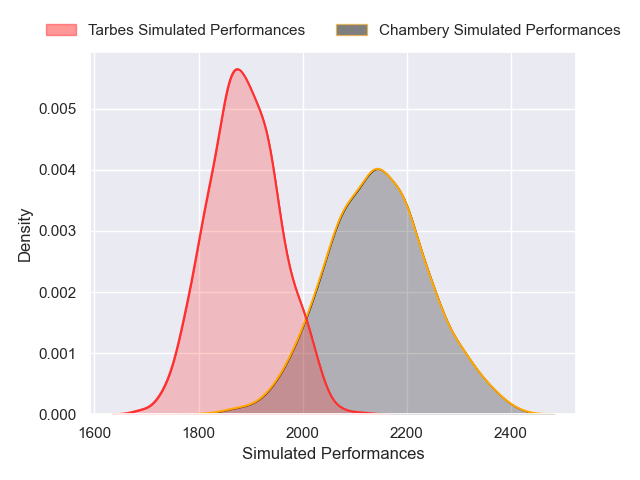 Tarbes Simulated Performances
Chambery Simulated Performances
Density
0.005
0.004
0.003
0.002
0.001
0.000
1600
1800
2000
2200
2400
Simulated Performances